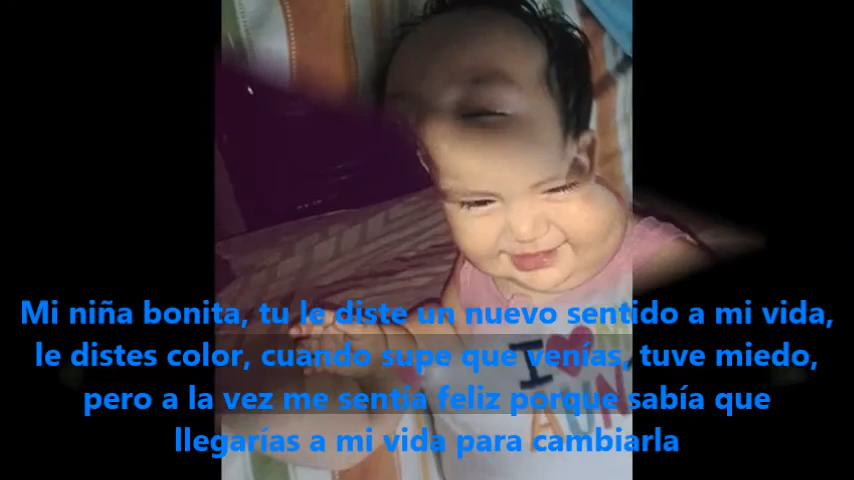 Mi niña bonita, tu le diste un nuevo sentido a mi vida,
le distes color, cuando supe que venías, tuve miedo,
pero a la vez me sentía feliz porque sabía que
llegarías a mi vida para cambiarla
I